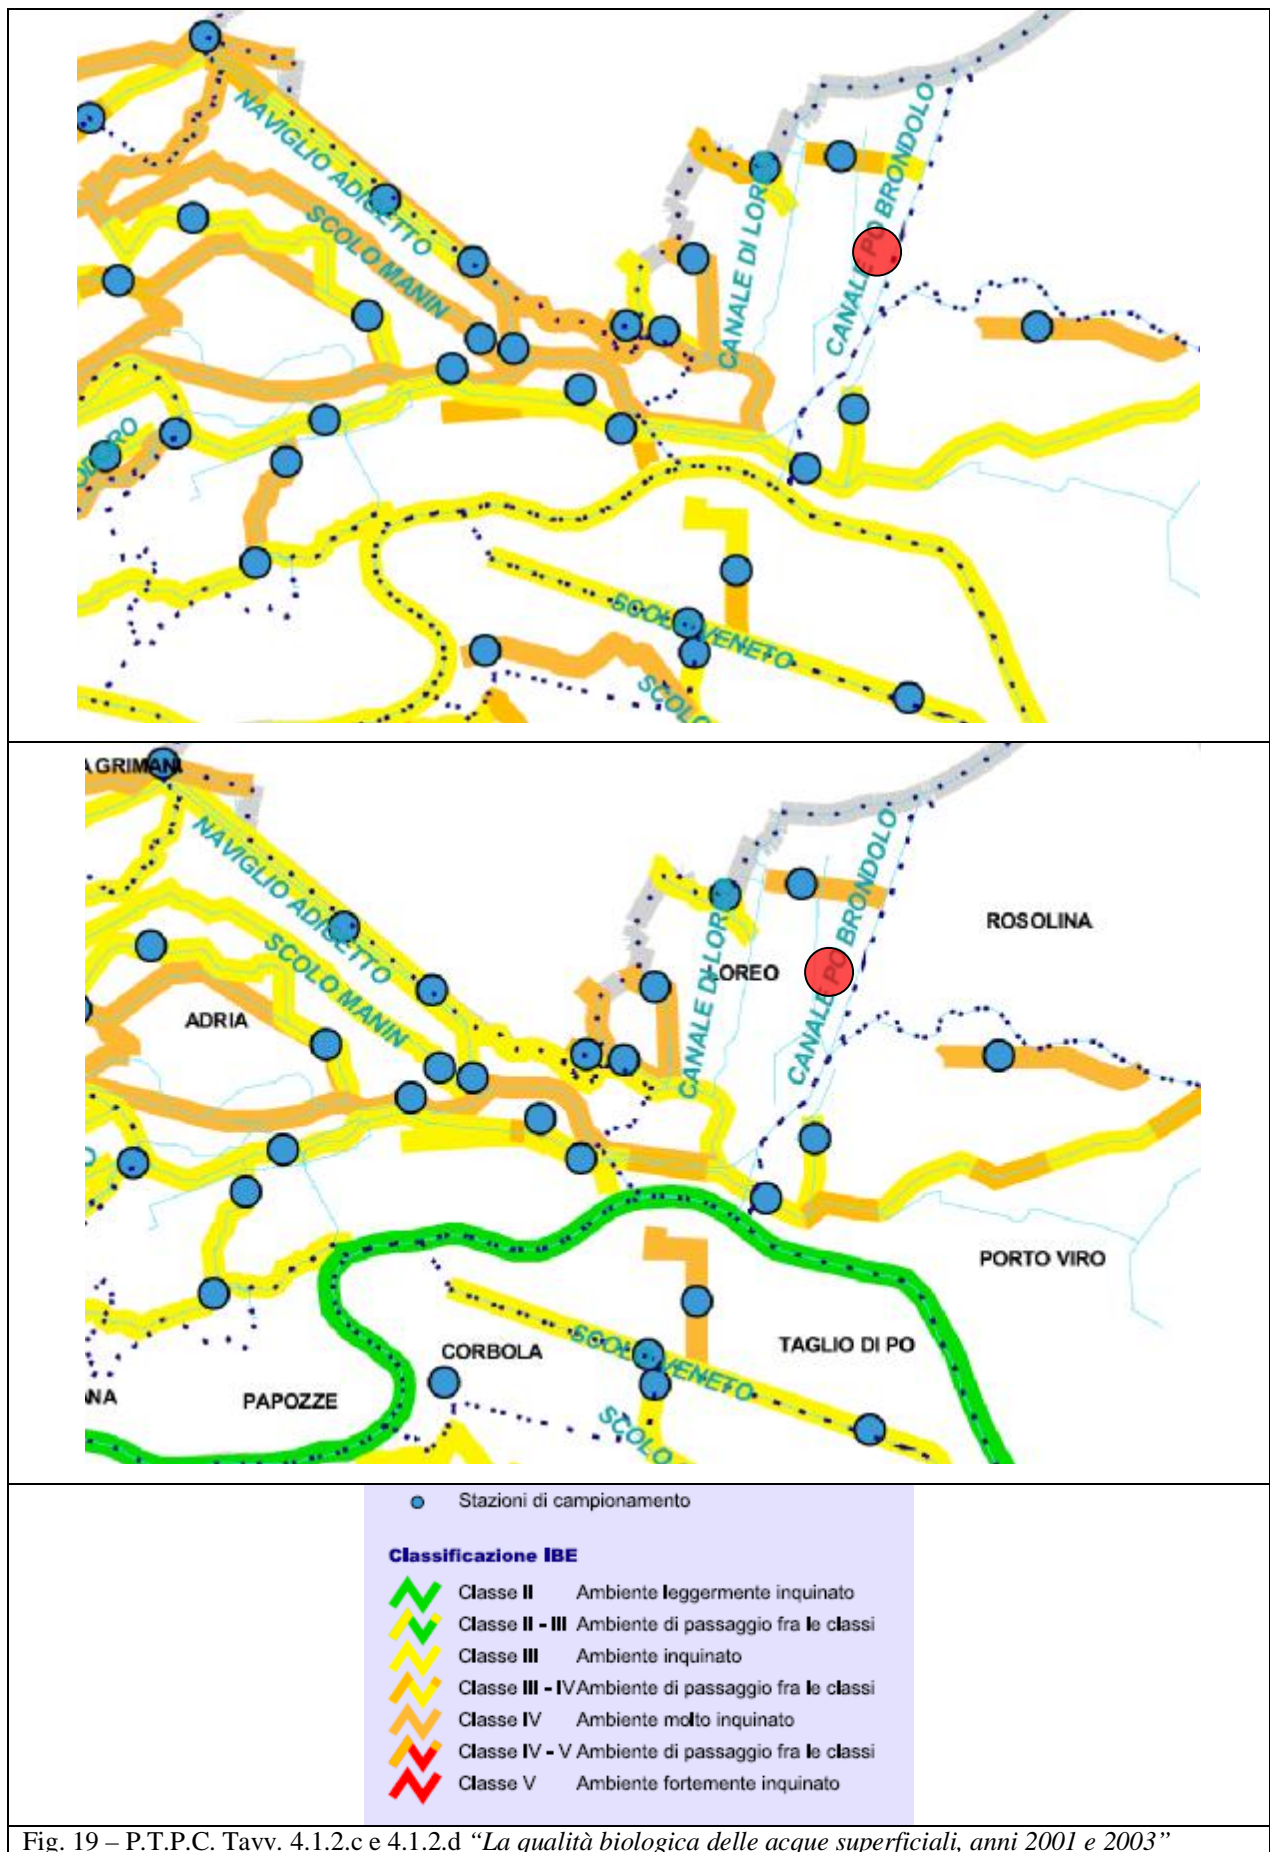 NAVIGLIO ADIGETTO
SCOLO MANIN
CANALE DI LOR
CANALE PO BRONDOLO
SCOLO VENETO
SCOLO
A GRIMANI
NAVIGLIO ADIGETTO
SCOLO MANIN
ADRIA
CANALE DI LOR
LOREO
CANALE PO BRONDOLO
ROSOLINA
PORTO VIRO
TAGLIO DI PO
CORBOLA
SCOLO VENETO
SCOLO
NA
PAPOZZE
Stazioni di campionamento
Classificazione IBE
Classe II Ambiente leggermente inquinato
Classe II - III Ambiente di passaggio fra le classi
Classe III Ambiente inquinato
Classe III - IV Ambiente di passaggio fra le classi
Classe IV Ambiente molto inquinato
Classe IV - V Ambiente di passaggio fra le classi
Classe V Ambiente fortemente inquinato
Fig. 19 – P.T.P.C. Tavv. 4.1.2.c e 4.1.2.d “La qualità biologica delle acque superficiali, anni 2001 e 2003”